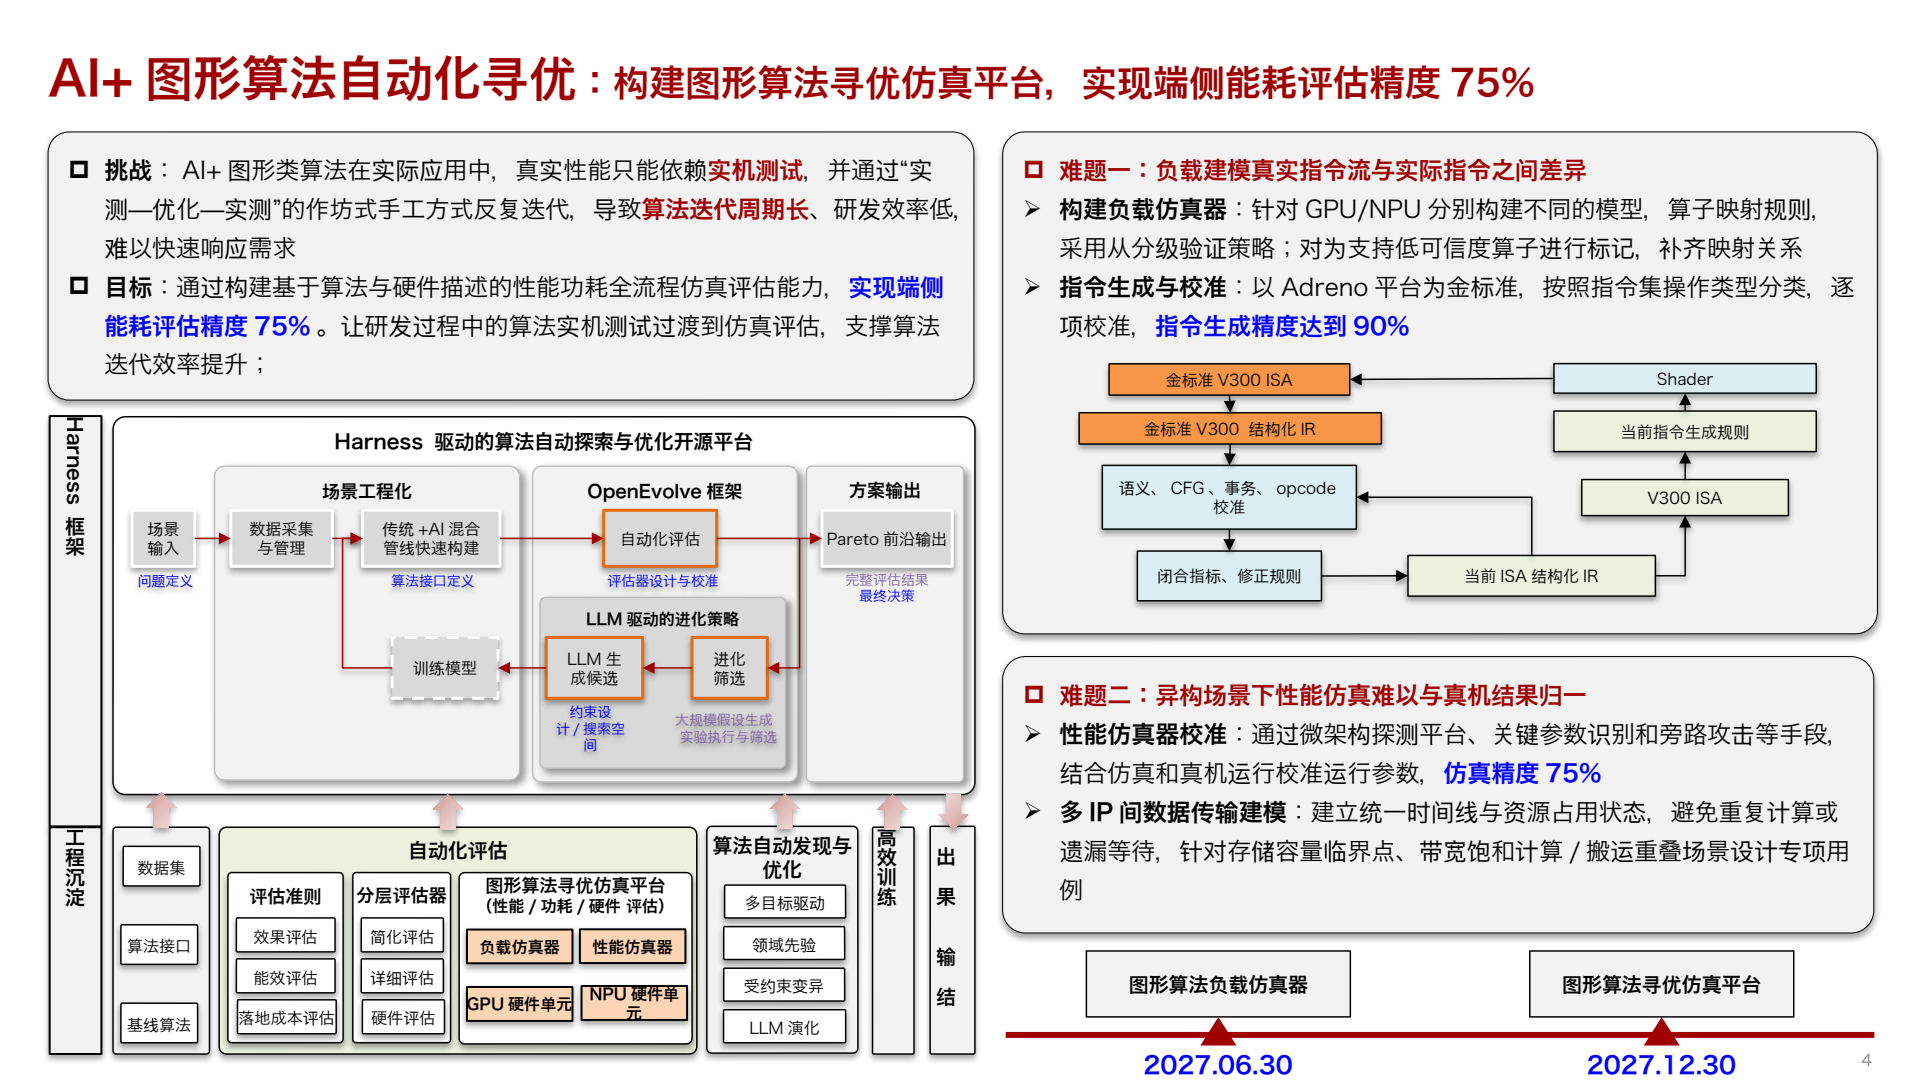 AI+ 图形算法自动化寻优：构建图形算法寻优仿真平台，实现端侧能耗评估精度 75%
挑战： AI+ 图形类算法在实际应用中，真实性能只能依赖实机测试，并通过“实
测—优化—实测”的作坊式手工方式反复迭代，导致算法迭代周期长、研发效率低，
难以快速响应需求
目标：通过构建基于算法与硬件描述的性能功耗全流程仿真评估能力，实现端侧
能耗评估精度 75% 。让研发过程中的算法实机测试过渡到仿真评估，支撑算法
迭代效率提升；
Harness 框架
Harness 驱动的算法自动探索与优化开源平台
场景工程化
OpenEvolve 框架
方案输出
场景
输入
数据采集
与管理
传统 +AI 混合
管线快速构建
自动化评估
Pareto 前沿输出
问题定义
算法接口定义
评估器设计与校准
完整评估结果
最终决策
LLM 驱动的进化策略
训练模型
LLM 生
成候选
进化
筛选
约束设
计 / 搜索空
间
大规模假设生成
实验执行与筛选
工程沉淀
数据集
算法接口
基线算法
自动化评估
评估准则
效果评估
能效评估
落地成本评估
分层评估器
简化评估
详细评估
硬件评估
图形算法寻优仿真平台
（性能 / 功耗 / 硬件 评估）
负载仿真器
性能仿真器
GPU 硬件单元
NPU 硬件单
元
算法自动发现与
优化
多目标驱动
领域先验
受约束变异
LLM 演化
高效训练
出果输结
难题一：负载建模真实指令流与实际指令之间差异
构建负载仿真器：针对 GPU/NPU 分别构建不同的模型，算子映射规则，
采用从分级验证策略；对为支持低可信度算子进行标记，补齐映射关系
指令生成与校准：以 Adreno 平台为金标准，按照指令集操作类型分类，逐
项校准，指令生成精度达到 90%
金标准 V300 ISA
Shader
金标准 V300 结构化 IR
当前指令生成规则
语义、 CFG 、事务、 opcode
校准
V300 ISA
闭合指标、修正规则
当前 ISA 结构化 IR
难题二：异构场景下性能仿真难以与真机结果归一
性能仿真器校准：通过微架构探测平台、关键参数识别和旁路攻击等手段，
结合仿真和真机运行校准运行参数，仿真精度 75%
多 IP 间数据传输建模：建立统一时间线与资源占用状态，避免重复计算或
遗漏等待，针对存储容量临界点、带宽饱和计算 / 搬运重叠场景设计专项用
例
图形算法负载仿真器
图形算法寻优仿真平台
2027.06.30
2027.12.30
4